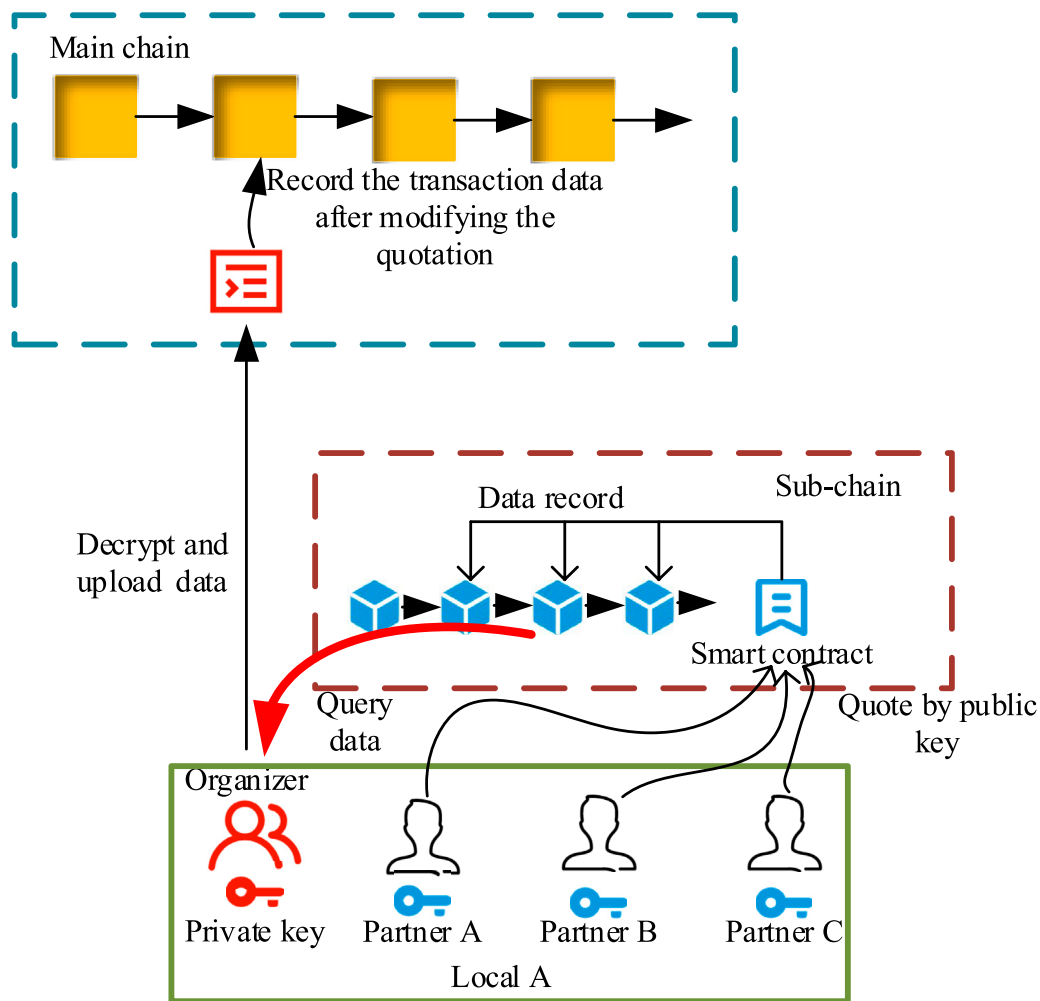 Main chain
Record the transaction data
after modifying the
quotation
Decrypt and
upload data
Sub-chain
Data record
Smart contract
Query
data
Quote by public
key
Organizer
Private key
Partner A
Partner B
Partner C
Local A